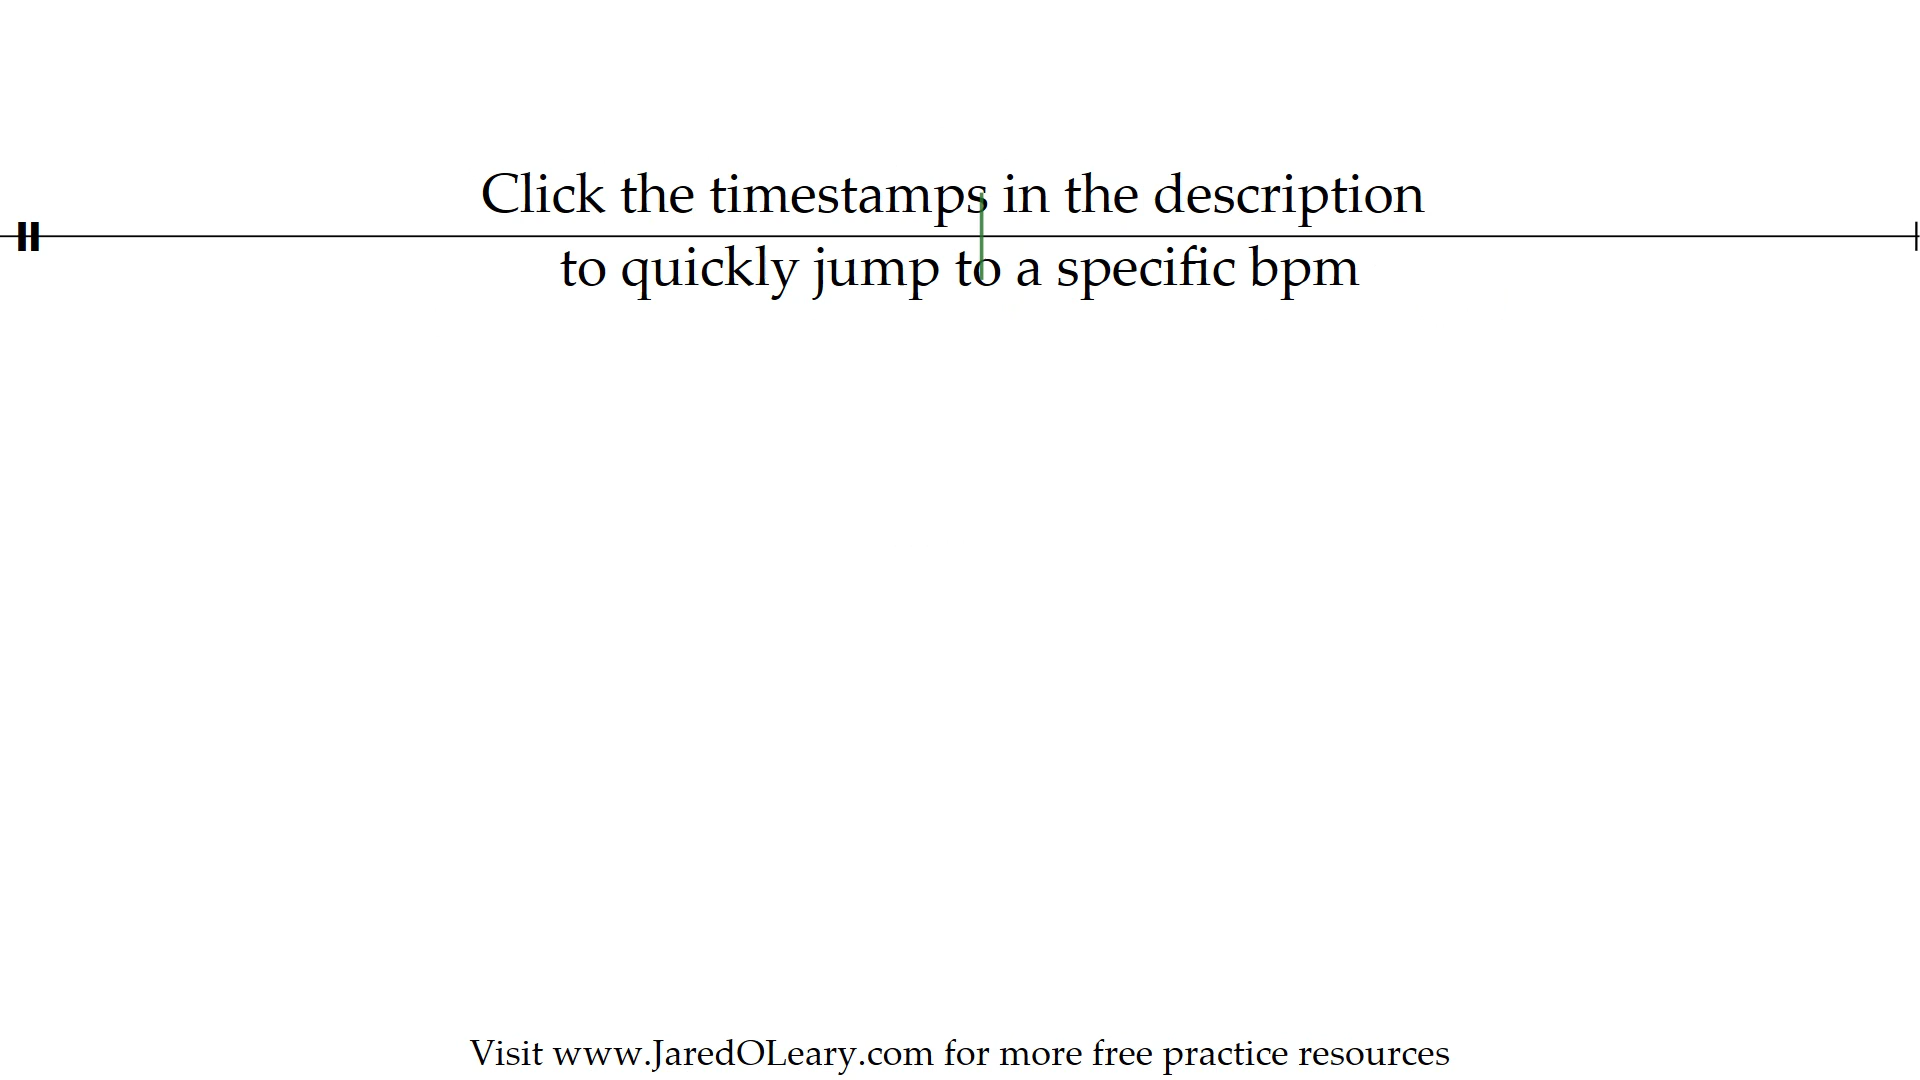 Click the timestamps in the description
to quickly jump to a specific bpm
Visit www.JaredOLeary.com for more free practice resources